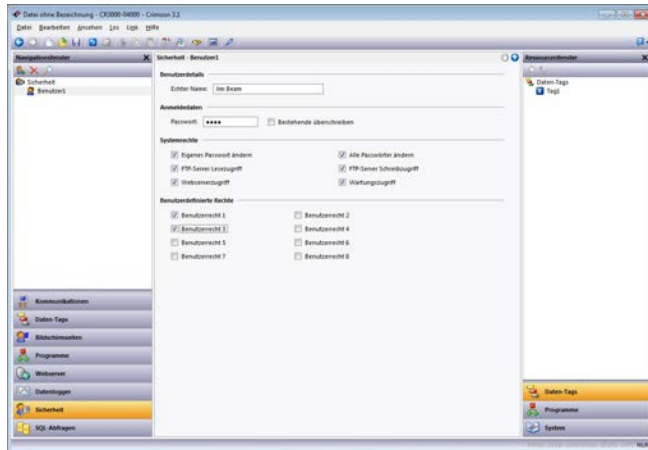 Datei ohne Bezeichnung - CR3000-04000 - Crimson 3.1
Datei Bearbeiten Ansehen Los Link Hilfe
Navigationsfenster
Sicherheit
Benutzer1
Kommunikationen
Daten-Tags
Bildschirmseiten
Programme
Webserver
Datenlogger
Sicherheit
SQL-Abfragen
Sicherheit - Benutzer1
Benutzerdetails
Echter Name: Jim Beam
Anmeldedaten
Passwort: ●●●● Bestehende überschreiben
Systemrechte
Eigenes Passwort ändern Alle Passwörter ändern
FTP-Server Lesezugriff FTP-Server Schreibzugriff
Webserverzugriff Wartungszugriff
Benutzerdefinierte Rechte
Benutzerrecht 1 Benutzerrecht 2
Benutzerrecht 3 Benutzerrecht 4
Benutzerrecht 5 Benutzerrecht 6
Benutzerrecht 7 Benutzerrecht 8
Ressourcenfenster
Daten-Tags
Tag1
Daten-Tags
Programme
System
NUM